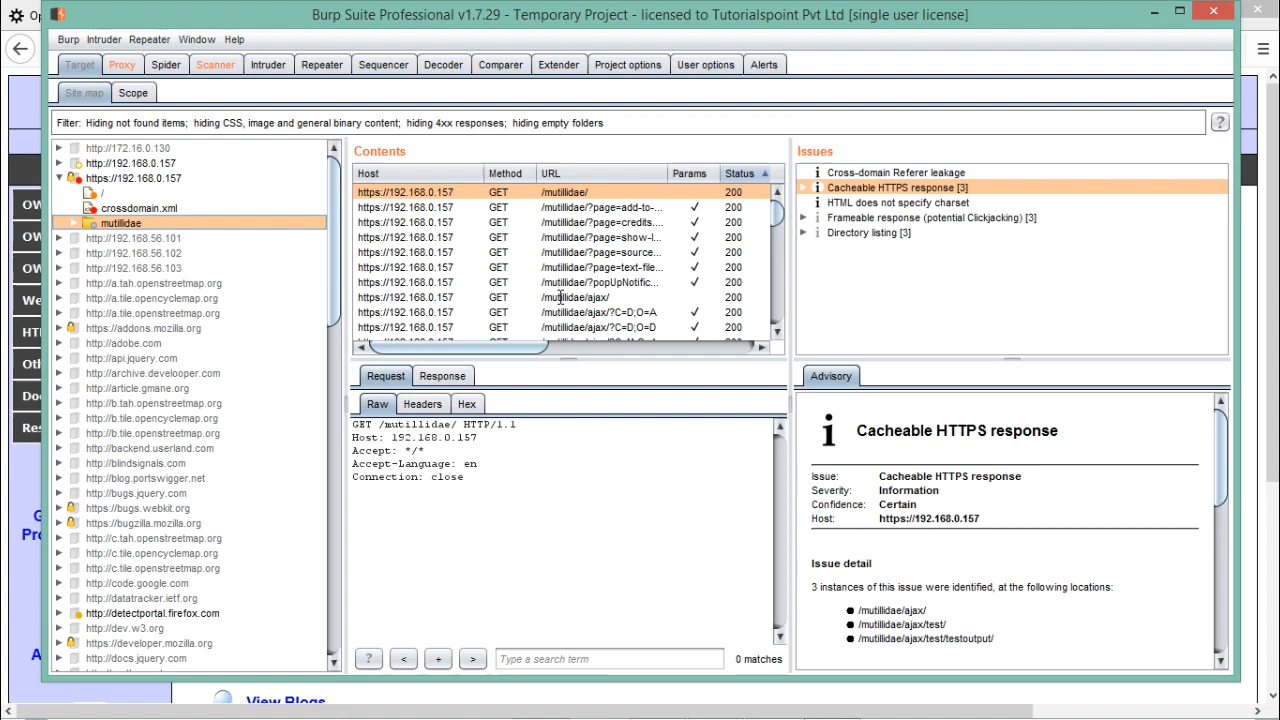 Op
Burp Suite Professional v1.7.29 - Temporary Project - licensed to Tutorialspoint Pvt Ltd [single user license]
Burp Intruder Repeater Window Help
Target Proxy Spider Scanner Intruder Repeater Sequencer Decoder Comparer Extender Project options User options Alerts
Site map Scope
Filter: Hiding not found items; hiding CSS, image and general binary content; hiding 4xx responses; hiding empty folders ?
http://172.16.0.130
http://192.168.0.157
https://192.168.0.157
/
crossdomain.xml
mutillidae
http://192.168.56.101
http://192.168.56.102
http://192.168.56.103
http://a.tah.openstreetmap.org
http://a.tile.opencyclemap.org
http://a.tile.openstreetmap.org
https://addons.mozilla.org
http://adobe.com
http://api.jquery.com
http://archive.develooper.com
http://article.gmane.org
http://b.tah.openstreetmap.org
http://b.tile.opencyclemap.org
http://b.tile.openstreetmap.org
http://backend.userland.com
http://blindsignals.com
http://blog.portswigger.net
http://bugs.jquery.com
https://bugs.webkit.org
https://bugzilla.mozilla.org
http://c.tah.openstreetmap.org
http://c.tile.opencyclemap.org
http://c.tile.openstreetmap.org
http://code.google.com
http://datatracker.ietf.org
http://detectportal.firefox.com
http://dev.w3.org
https://developer.mozilla.org
http://docs.jquery.com
Contents
Host Method URL Params Status
https://192.168.0.157 GET /mutillidae/ 200
https://192.168.0.157 GET /mutillidae/?page=add-to-... ✓ 200
https://192.168.0.157 GET /mutillidae/?page=credits.... ✓ 200
https://192.168.0.157 GET /mutillidae/?page=show-l... ✓ 200
https://192.168.0.157 GET /mutillidae/?page=source... ✓ 200
https://192.168.0.157 GET /mutillidae/?page=text-file... ✓ 200
https://192.168.0.157 GET /mutillidae/?popUpNotific... ✓ 200
https://192.168.0.157 GET /mutillidae/ajax/ 200
https://192.168.0.157 GET /mutillidae/ajax/?C=D;O=A ✓ 200
https://192.168.0.157 GET /mutillidae/ajax/?C=D;O=D ✓ 200
Request Response
Raw Headers Hex
GET /mutillidae/ HTTP/1.1
Host: 192.168.0.157
Accept: */*
Accept-Language: en
Connection: close
? < + > Type a search term 0 matches
Issues
Cross-domain Referer leakage
Cacheable HTTPS response [3]
HTML does not specify charset
Frameable response (potential Clickjacking) [3]
Directory listing [3]
Advisory
i Cacheable HTTPS response
Issue: Cacheable HTTPS response
Severity: Information
Confidence: Certain
Host: https://192.168.0.157
Issue detail
3 instances of this issue were identified, at the following locations:
/mutillidae/ajax/
/mutillidae/ajax/test/
/mutillidae/ajax/test/testoutput/
OW
OW
OW
We
HT
Oth
Do
Res
G
Pro
A
View Blogs